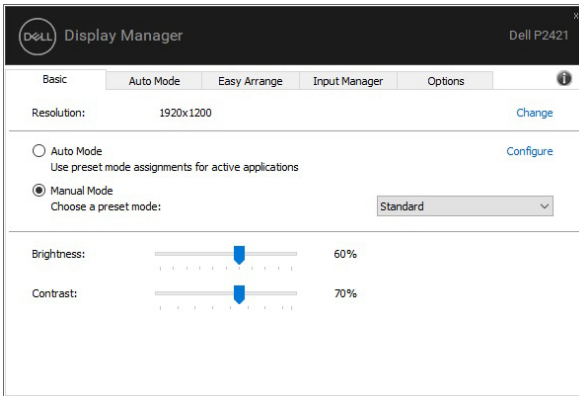 DELL Display Manager Dell P2421
Basic Auto Mode Easy Arrange Input Manager Options
Resolution: 1920x1200 Change
Auto Mode Configure
Use preset mode assignments for active applications
Manual Mode
Choose a preset mode: Standard
Brightness: 60%
Contrast: 70%